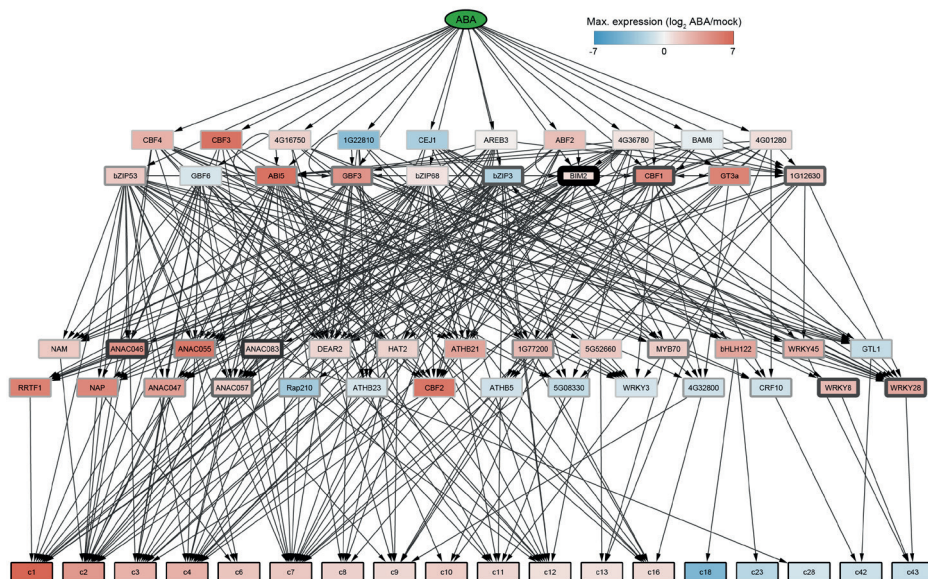 ABA
Max. expression (log2 ABA/mock)
-7 0 7
CBF4 CBF3 4G16750 1G22810 CEJ1 AREB3 ABF2 4G36780 BAM8 4G01280
bZIP53 GBF6 ABI5 GBF3 bZIP68 bZIP3 BIM2 CBF1 GT3a 1G12630
NAM ANAC046 ANAC055 ANAC083 DEAR2 HAT2 ATHB21 1G77200 5G52660 MYB70 bHLH122 WRKY45 GTL1
RRTF1 NAP ANAC047 ANAC057 Rap210 ATHB23 CBF2 ATHB5 5G08330 WRKY3 4G32800 CRF10 WRKY8 WRKY28
c1 c2 c3 c4 c6 c7 c8 c9 c10 c11 c12 c13 c16 c18 c23 c28 c42 c43